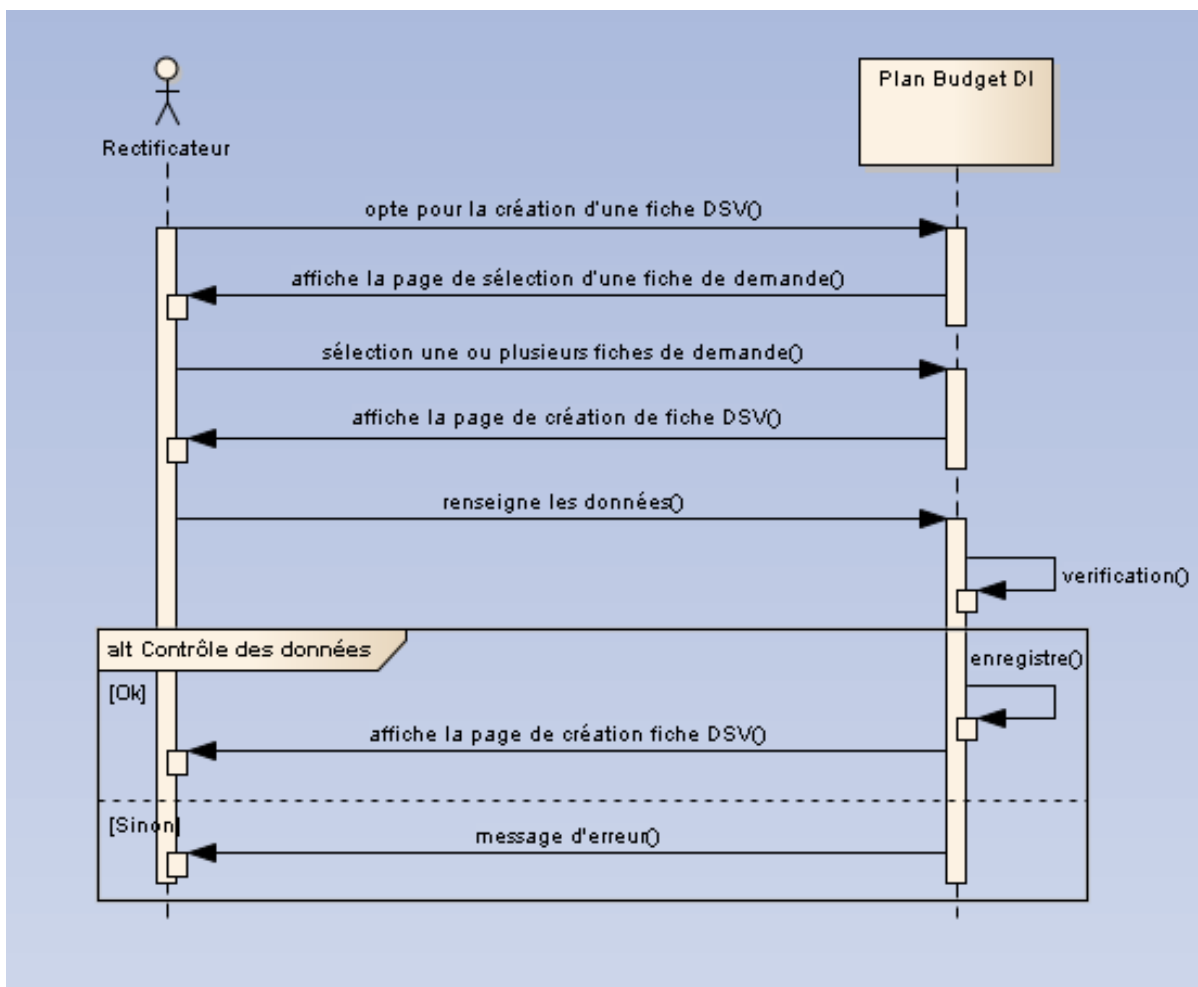 Plan Budget DI
Rectificateur
opte pour la création d'une fiche DSV()
affiche la page de sélection d'une fiche de demande()
sélection une ou plusieurs fiches de demande()
affiche la page de création de fiche DSV()
renseigne les données()
verification()
alt Contrôle des données
enregistre()
[Ok]
affiche la page de création fiche DSV()
[Sinon]
message d'erreur()